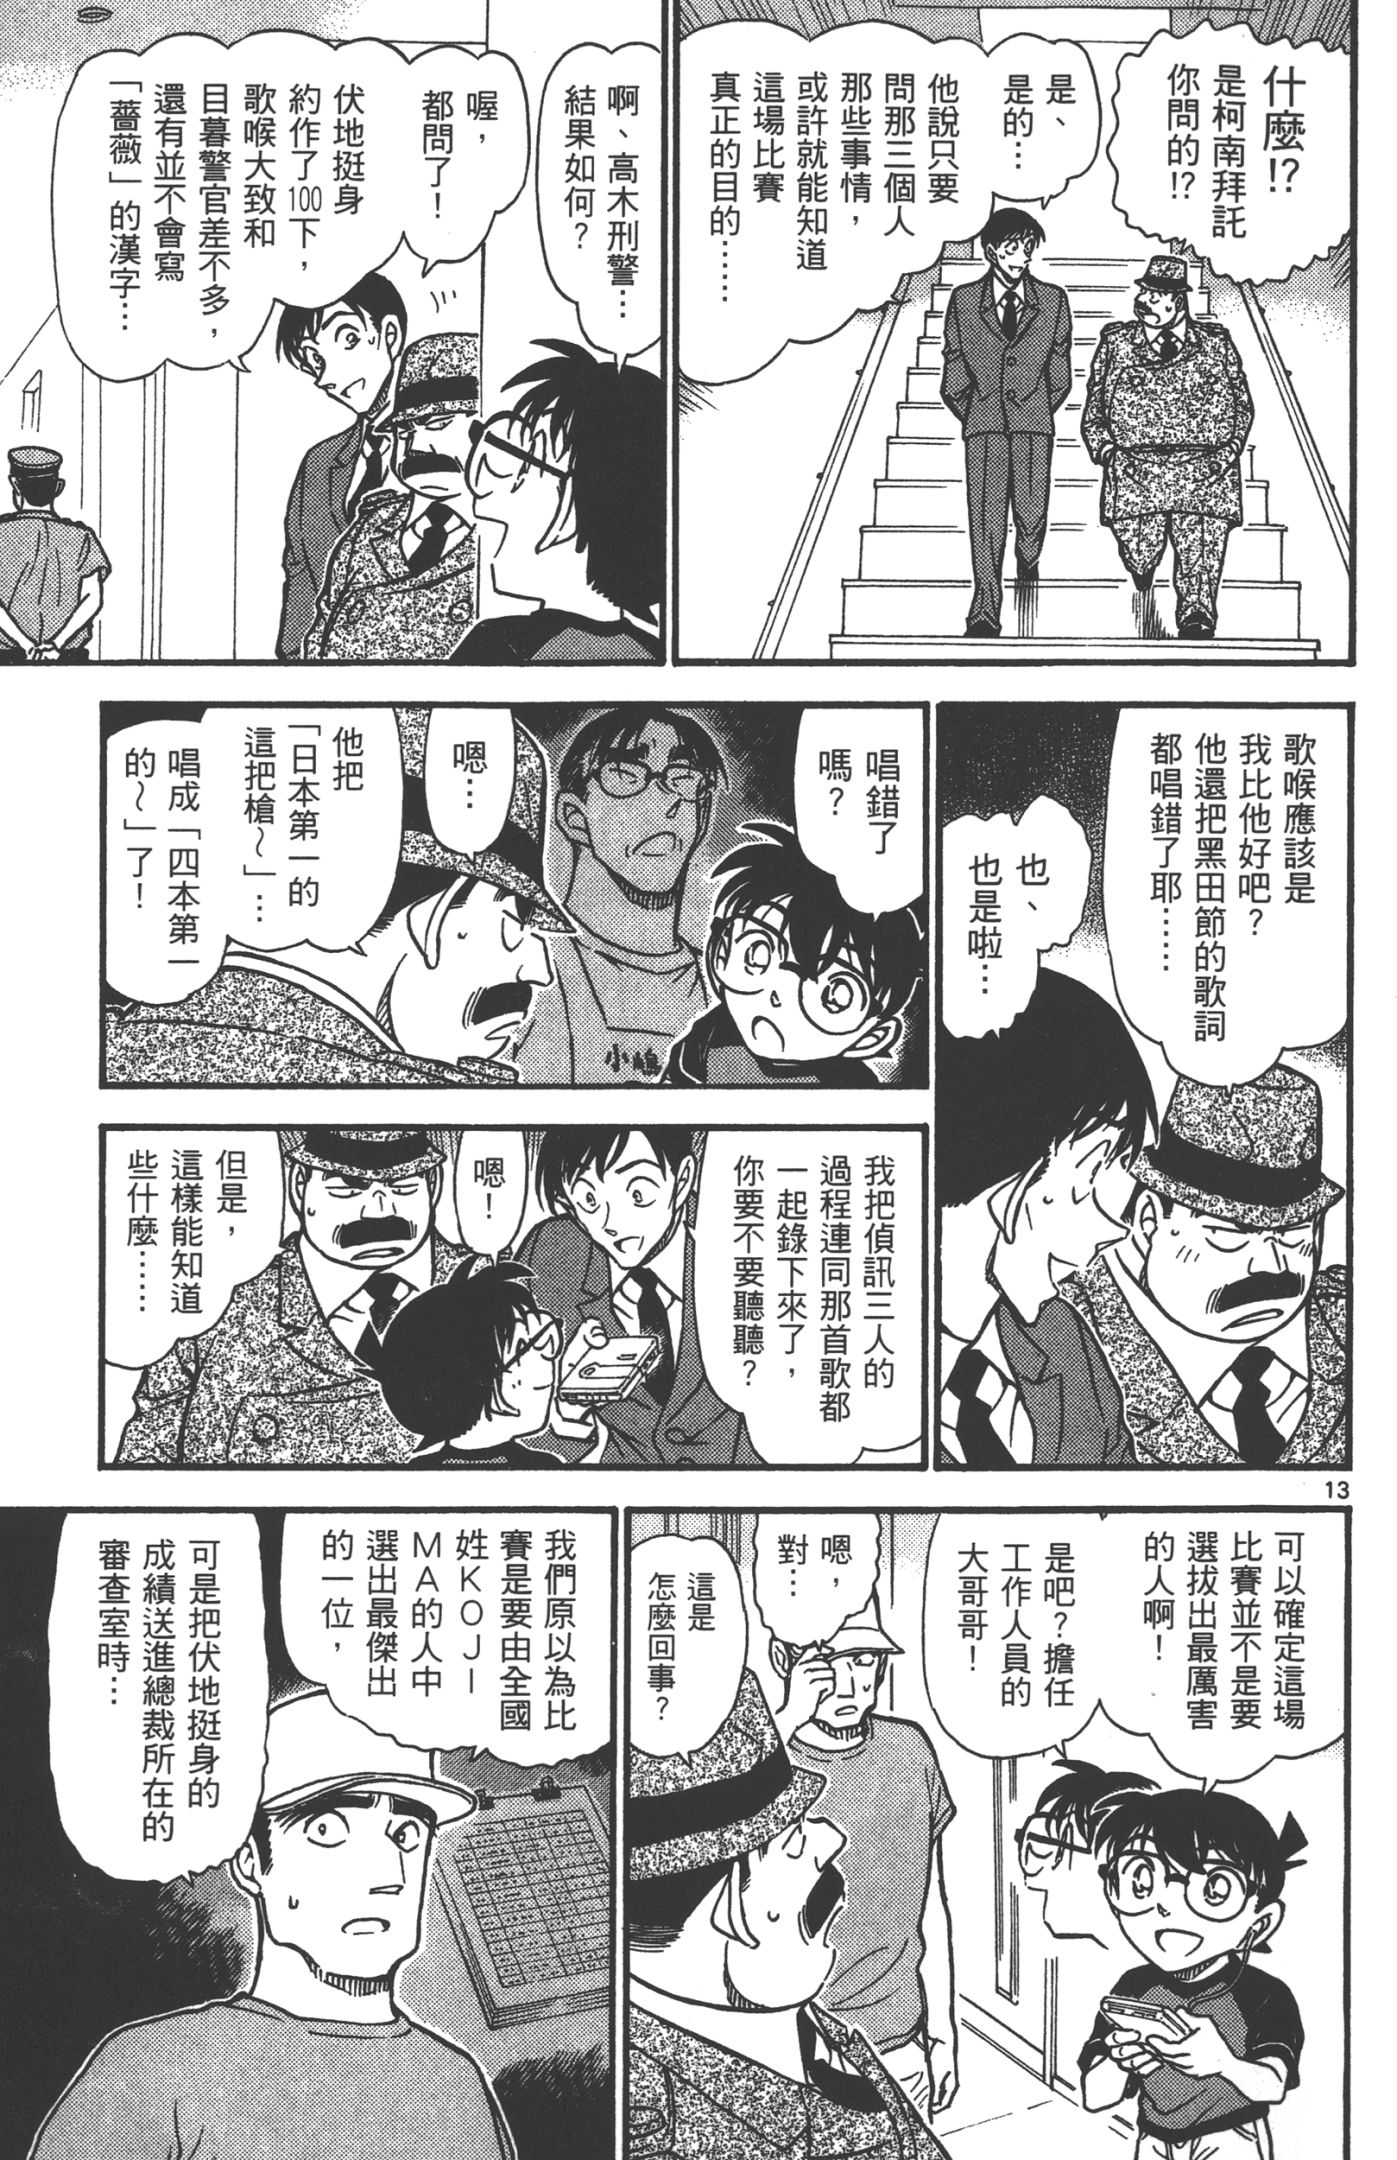 什麼!?
是柯南拜託
你問的!?
是、
是的…
他說只要
問那三個人
那些事情，
或許就能知道
這場比賽
真正的目的……
啊、高木刑警…
結果如何？
喔，
都問了！
伏地挺身
約作了100下，
歌喉大致和
目暮警官差不多，
還有並不會寫
「薔薇」的漢字…
歌喉應該是
我比他好吧？
他還把黑田節的歌詞
都唱錯了耶……
也、
也是啦…
唱錯了
嗎？
嗯…
他把
「日本第一的
這把槍～」…
唱成「四本第一
的～」了！
小嶋
我把偵訊三人的
過程連同那首歌都
一起錄下來了，
你要不要聽聽？
嗯！
但是，
這樣能知道
些什麼……
13
可以確定這場
比賽並不是要
選拔出最厲害
的人啊！
是吧？擔任
工作人員的
大哥哥！
嗯，
對…
這是
怎麼回事？
我們原以為比
賽是要由全國
姓KOJI
MA的人中
選出最傑出
的一位，
可是把伏地挺身的
成績送進總裁所在的
審查室時…